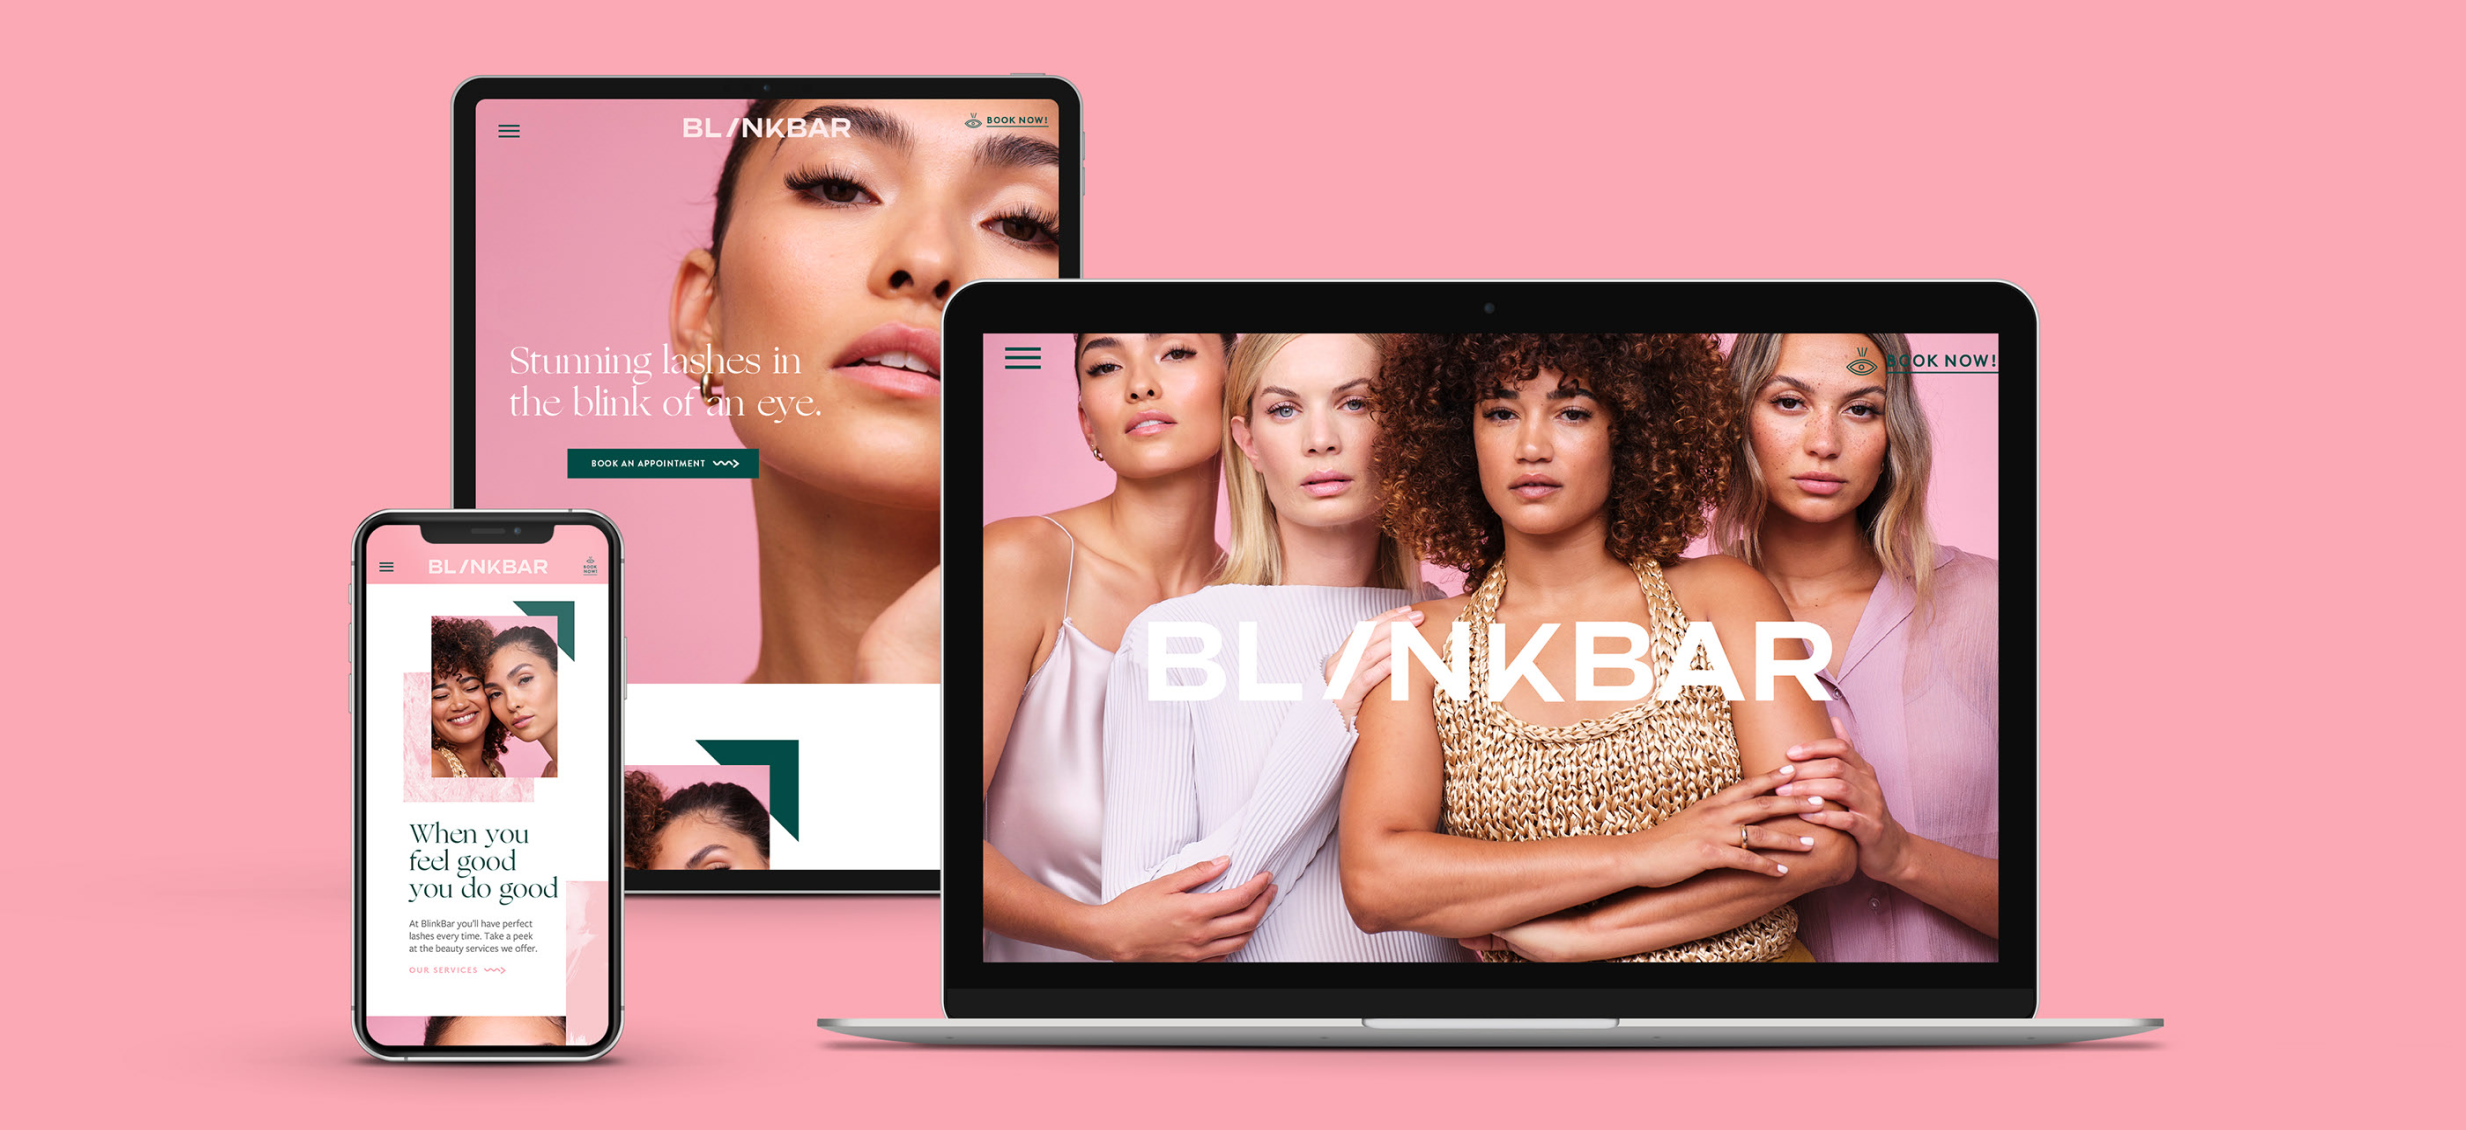 BL/NKBAR
BOOK NOW!
Stunning lashes in
the blink of an eye.
BOOK AN APPOINTMENT
BOOK NOW!
BL/NKBAR
BL/NKBAR
BOOK
NOW!
When you
feel good
you do good
At BlinkBar you'll have perfect
lashes every time. Take a peek
at the beauty services we offer.
OUR SERVICES